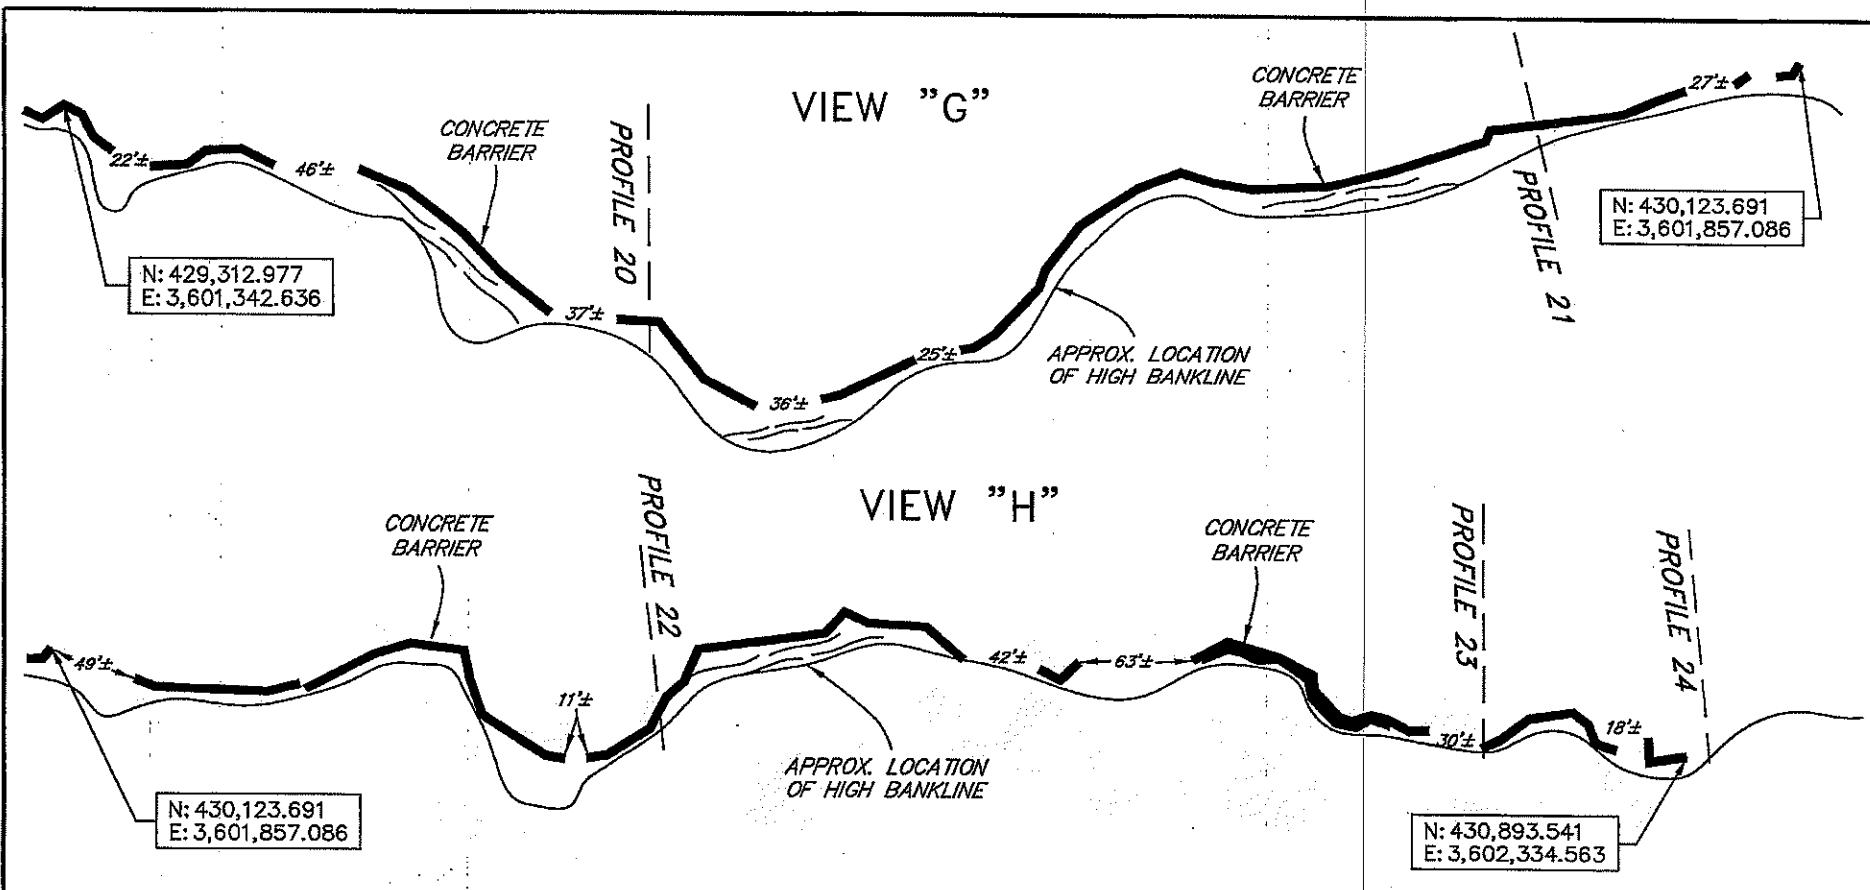 VIEW "G"
CONCRETE
BARRIER
CONCRETE
BARRIER
PROFILE 20
PROFILE 21
22'±
46'±
37'±
36'±
25'±
27'±
N: 429,312.977
E: 3,601,342.636
N: 430,123.691
E: 3,601,857.086
APPROX. LOCATION
OF HIGH BANKLINE
VIEW "H"
CONCRETE
BARRIER
PROFILE 22
CONCRETE
BARRIER
PROFILE 23
PROFILE 24
49'±
11'±
42'±
63'±
30'±
18'±
APPROX. LOCATION
OF HIGH BANKLINE
N: 430,123.691
E: 3,601,857.086
N: 430,893.541
E: 3,602,334.563